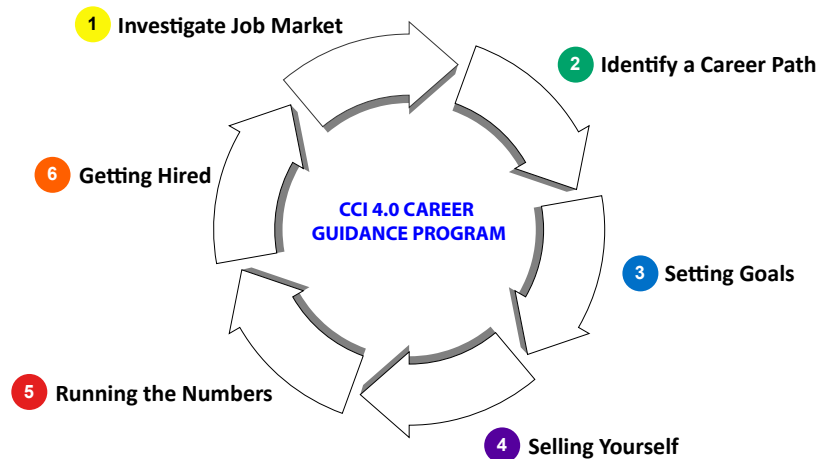 1 Investigate Job Market
2 Identify a Career Path
6 Getting Hired
CCI 4.0 CAREER
GUIDANCE PROGRAM
3 Setting Goals
5 Running the Numbers
4 Selling Yourself